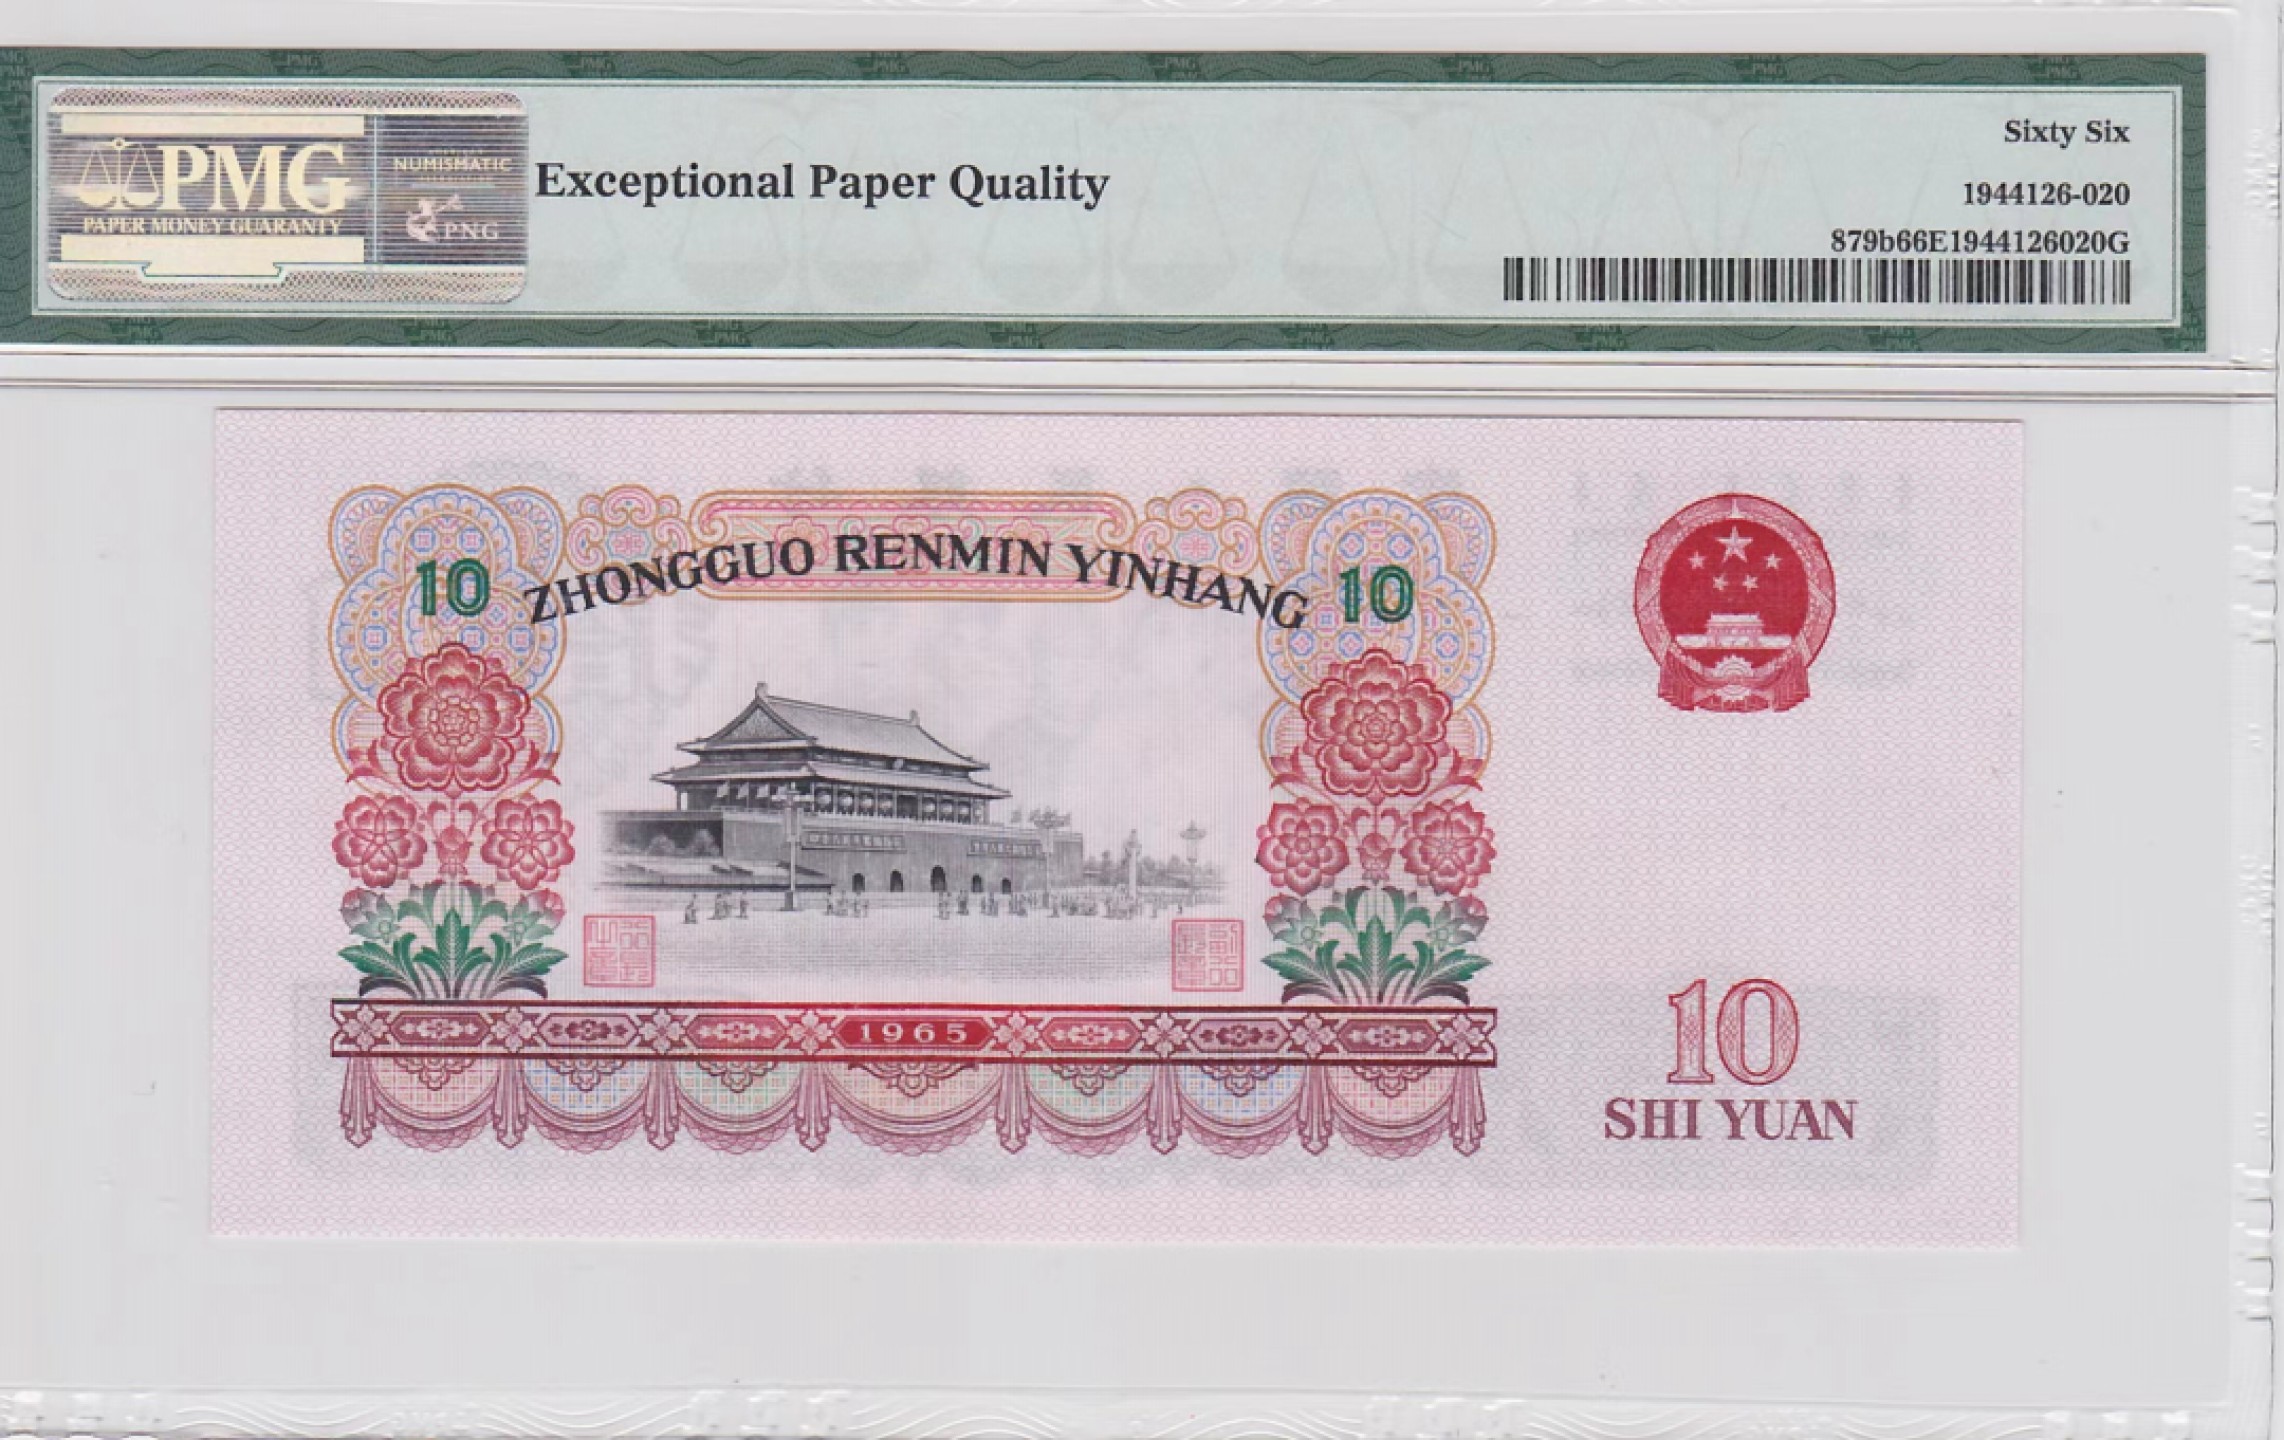 PMG
PAPER MONEY GUARANTY
NUMISMATIC
PNG
Exceptional Paper Quality
Sixty Six
1944126-020
879b66E1944126020G
10 ZHONGGUO RENMIN YINHANG 10
1965
10
SHI YUAN